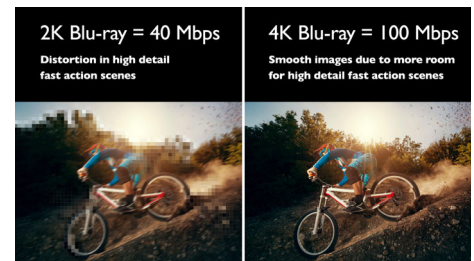 2K Blu-ray = 40 Mbps
Distortion in high detail
fast action scenes
4K Blu-ray = 100 Mbps
Smooth images due to more room
for high detail fast action scenes